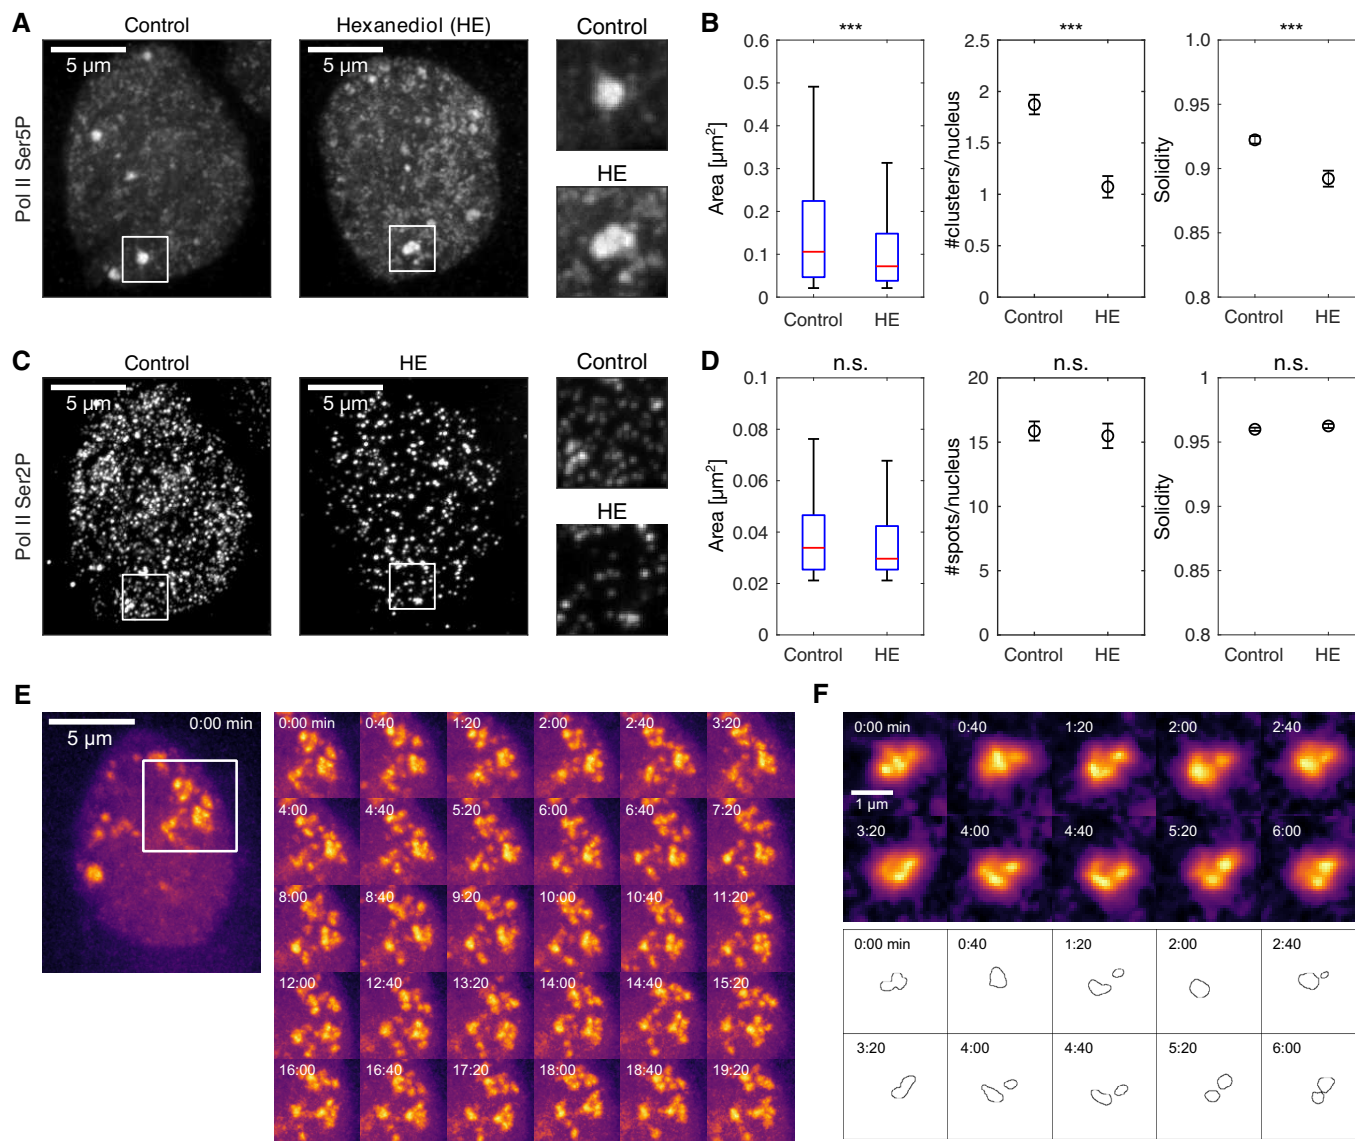 A
Control
Hexanediol (HE)
Control
Pol II Ser5P
5 µm
5 µm
HE
B
***
***
***
Area [µm²]
0.6
0.5
0.4
0.3
0.2
0.1
0
Control
HE
#clusters/nucleus
2.5
2
1.5
1
0.5
0
Control
HE
Solidity
1.0
0.95
0.9
0.85
0.8
Control
HE
C
Control
HE
Control
Pol II Ser2P
5 µm
5 µm
HE
D
n.s.
n.s.
n.s.
Area [µm²]
0.1
0.08
0.06
0.04
0.02
0
Control
HE
#spots/nucleus
20
15
10
5
0
Control
HE
Solidity
1
0.95
0.9
0.85
0.8
Control
HE
E
0:00 min
5 µm
0:00 min 0:40 1:20 2:00 2:40 3:20
4:00 4:40 5:20 6:00 6:40 7:20
8:00 8:40 9:20 10:00 10:40 11:20
12:00 12:40 13:20 14:00 14:40 15:20
16:00 16:40 17:20 18:00 18:40 19:20
F
0:00 min 0:40 1:20 2:00 2:40
1 µm
3:20 4:00 4:40 5:20 6:00
0:00 min 0:40 1:20 2:00 2:40
3:20 4:00 4:40 5:20 6:00